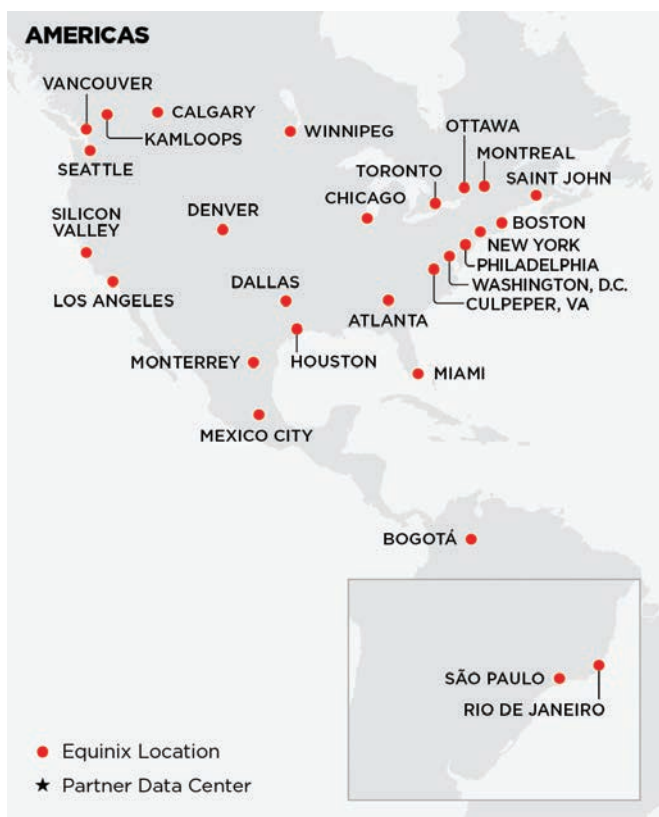 AMERICAS
VANCOUVER
CALGARY
KAMLOOPS
WINNIPEG
OTTAWA
MONTREAL
SEATTLE
TORONTO
SAINT JOHN
CHICAGO
SILICON
VALLEY
DENVER
BOSTON
NEW YORK
PHILADELPHIA
WASHINGTON, D.C.
CULPEPER, VA
LOS ANGELES
DALLAS
ATLANTA
MONTERREY
HOUSTON
MIAMI
MEXICO CITY
BOGOTÁ
SÃO PAULO
RIO DE JANEIRO
Equinix Location
Partner Data Center